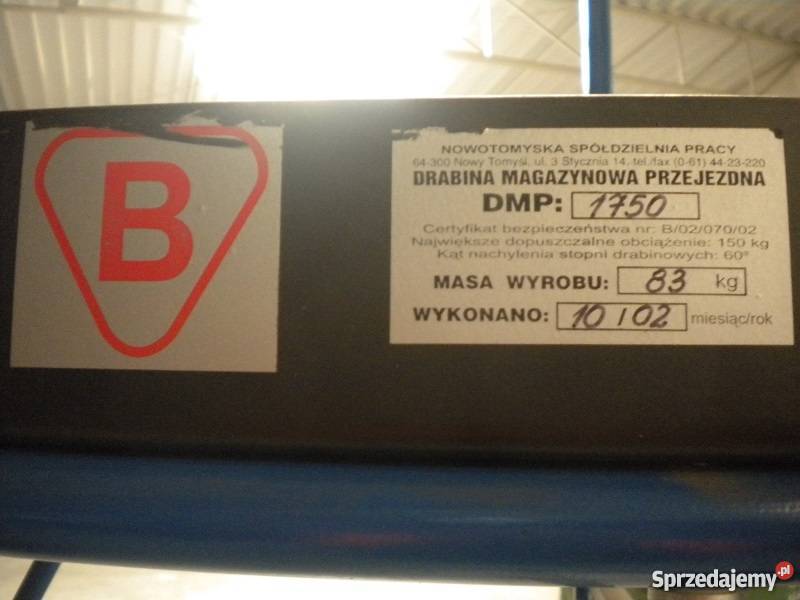 B
NOWOTOMYSKA SPÓŁDZIELNIA PRACY
64-300 Nowy Tomyśl, ul. 3 Stycznia 14, tel./fax (0-61) 44-23-220
DRABINA MAGAZYNOWA PRZEJEZDNA
DMP: 1750
Certyfikat bezpieczeństwa nr: B/02/070/02
Największe dopuszczalne obciążenie: 150 kg
Kąt nachylenia stopni drabinowych: 60°
MASA WYROBU: 83 kg
WYKONANO: 10 / 02 miesiąc/rok
Sprzedajemy.pl